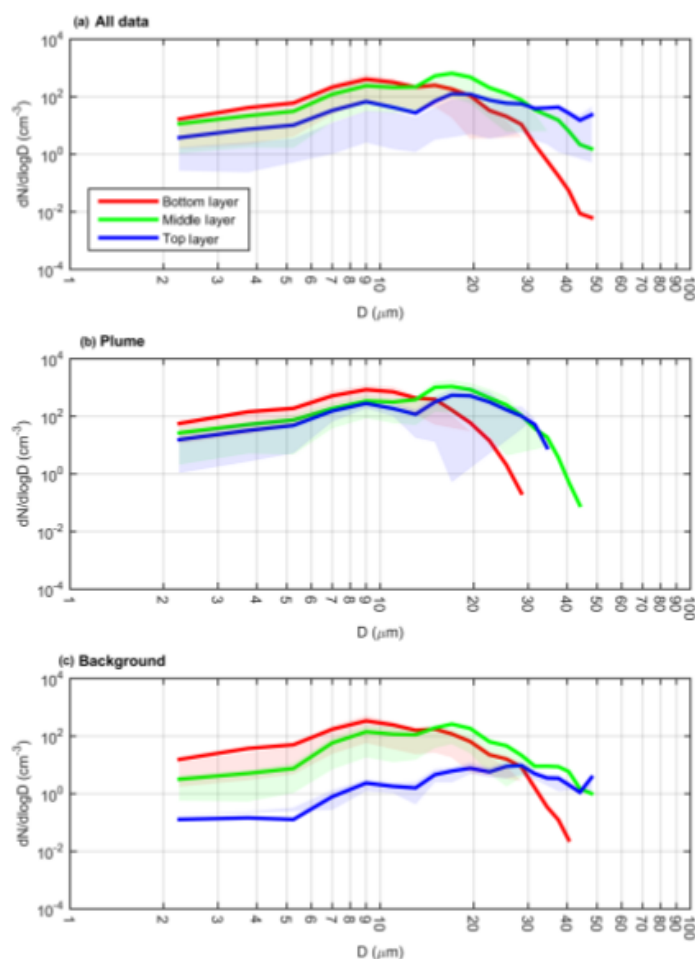 (a) All data
10^4
10^2
10^0
10^-2
10^-4
dN/dlogD (cm^-3)
Bottom layer
Middle layer
Top layer
1 2 3 4 5 6 7 8 9 10 20 30 40 50 60 70 80 90 100
D (μm)
(b) Plume
10^4
10^2
10^0
10^-2
10^-4
dN/dlogD (cm^-3)
1 2 3 4 5 6 7 8 9 10 20 30 40 50 60 70 80 90 100
D (μm)
(c) Background
10^4
10^2
10^0
10^-2
10^-4
dN/dlogD (cm^-3)
1 2 3 4 5 6 7 8 9 10 20 30 40 50 60 70 80 90 100
D (μm)